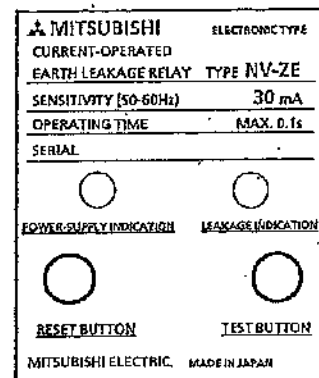 MITSUBISHI ELECTRONIC TYPE
CURRENT-OPERATED
EARTH LEAKAGE RELAY TYPE NV-ZE
SENSITIVITY (50-60Hz) 30 mA
OPERATING TIME MAX. 0.1s
SERIAL
POWER-SUPPLY INDICATION LEAKAGE INDICATION
RESET BUTTON TEST BUTTON
MITSUBISHI ELECTRIC, MADE IN JAPAN